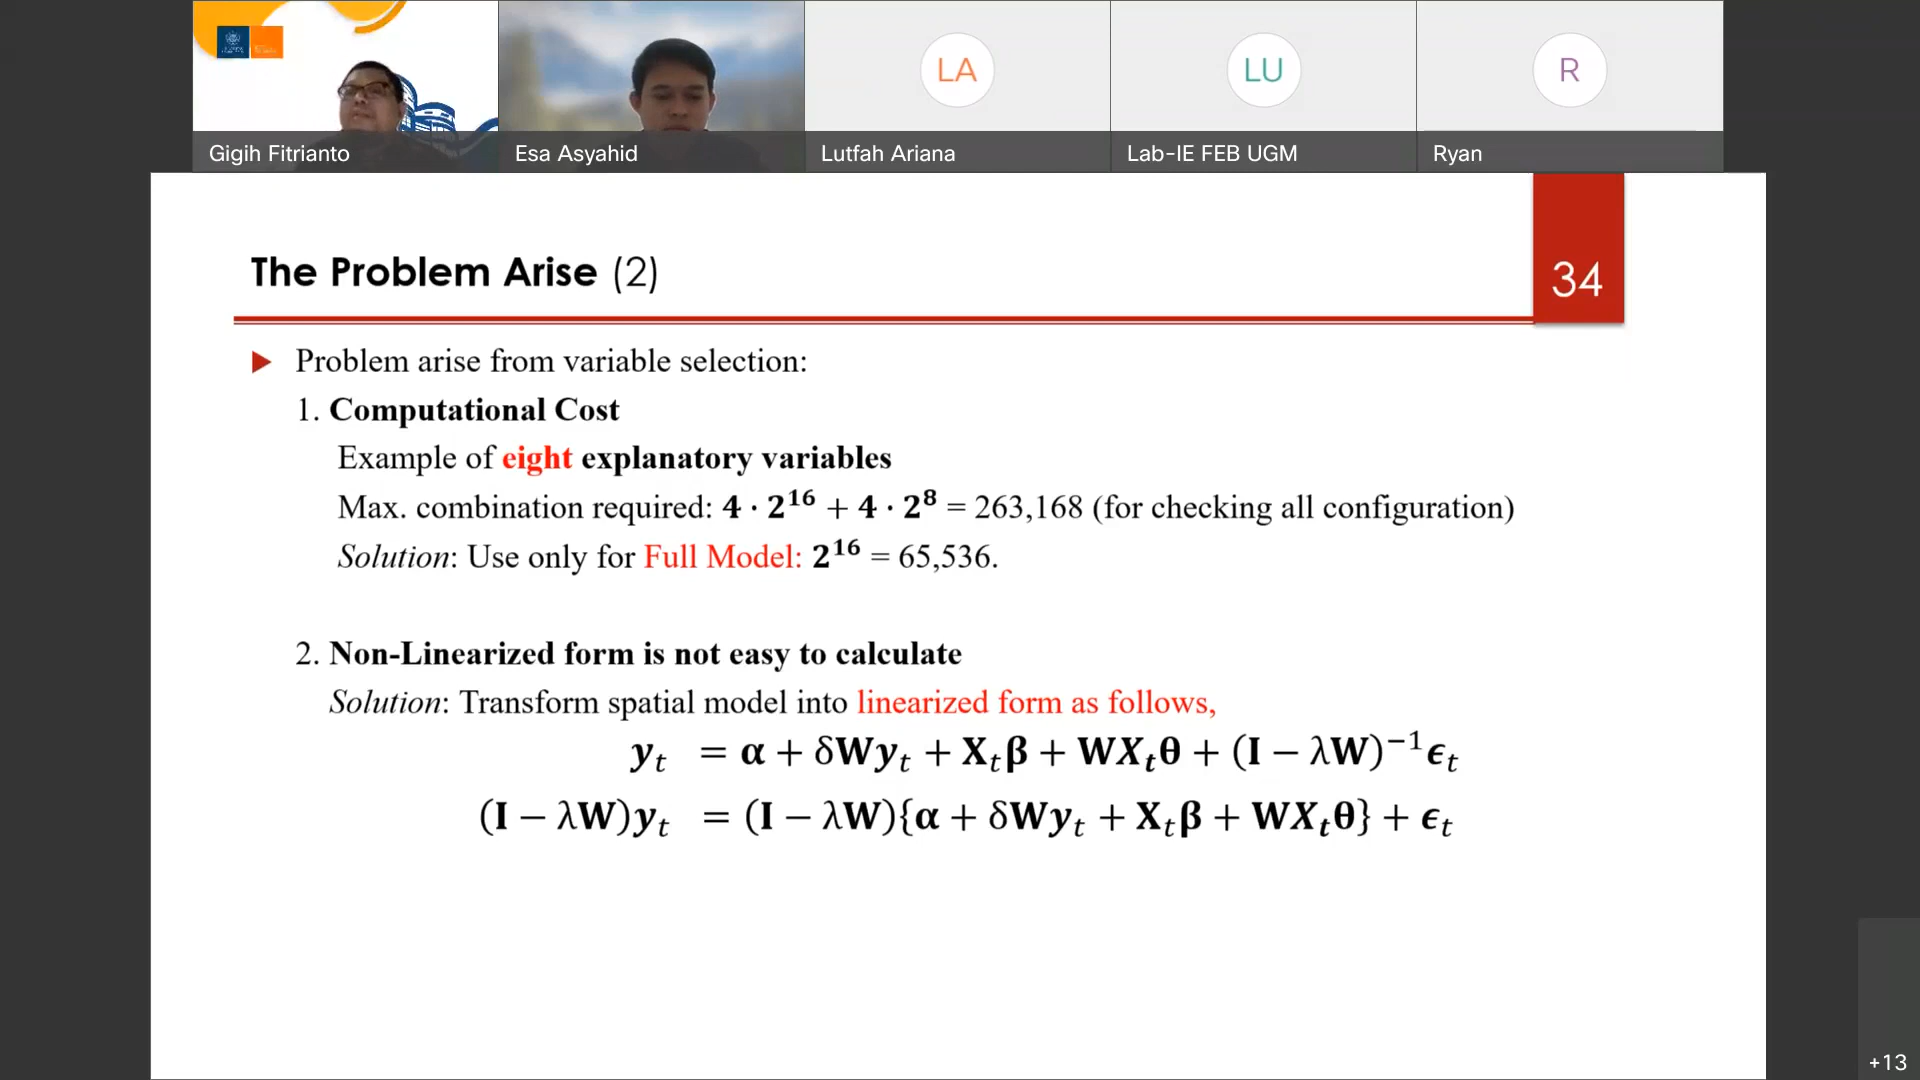 LA
LU
R
Gigih Fitrianto
Esa Asyahid
Lutfah Ariana
Lab-IE FEB UGM
Ryan
The Problem Arise (2)
34
Problem arise from variable selection:
1. Computational Cost
Example of eight explanatory variables
Max. combination required: 4 · 2¹⁶ + 4 · 2⁸ = 263,168 (for checking all configuration)
Solution: Use only for Full Model: 2¹⁶ = 65,536.
2. Non-Linearized form is not easy to calculate
Solution: Transform spatial model into linearized form as follows,
yₜ = α + δWyₜ + Xₜβ + WXₜθ + (I − λW)⁻¹ϵₜ
(I − λW)yₜ = (I − λW){α + δWyₜ + Xₜβ + WXₜθ} + ϵₜ
+13